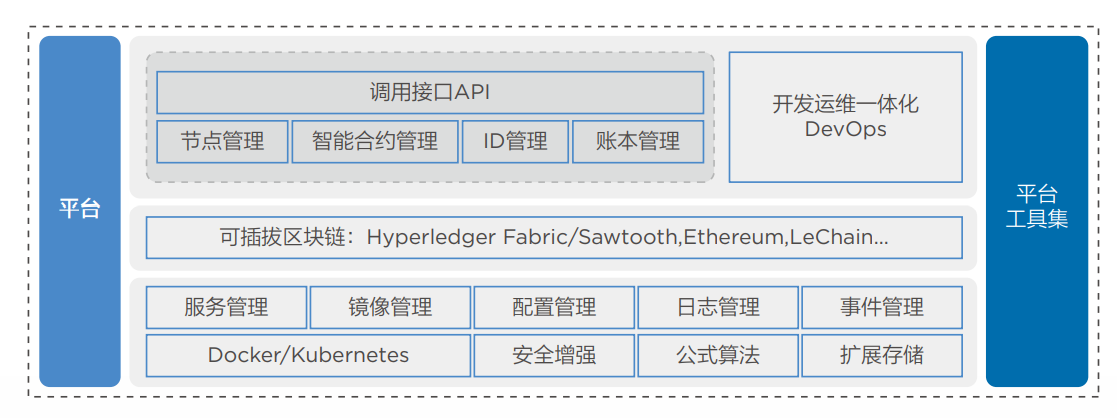 平台
调用接口API
节点管理
智能合约管理
ID管理
账本管理
开发运维一体化
DevOps
可插拔区块链：Hyperledger Fabric/Sawtooth,Ethereum,LeChain...
服务管理
镜像管理
配置管理
日志管理
事件管理
Docker/Kubernetes
安全增强
公式算法
扩展存储
平台
工具集